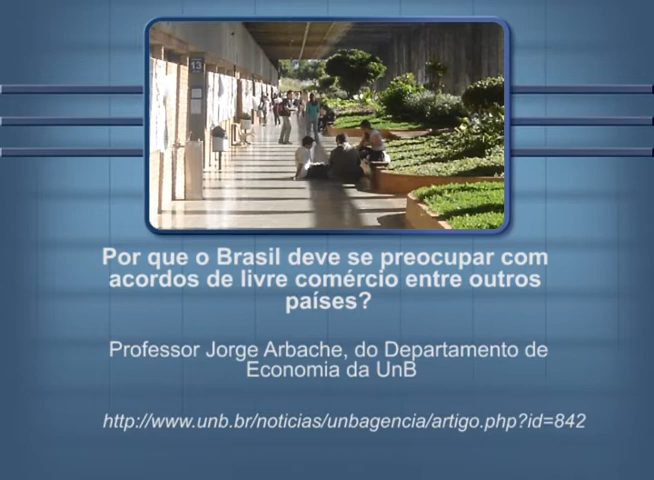 13
Por que o Brasil deve se preocupar com
acordos de livre comércio entre outros
países?
Professor Jorge Arbache, do Departamento de
Economia da UnB
http://www.unb.br/noticias/unbagencia/artigo.php?id=842